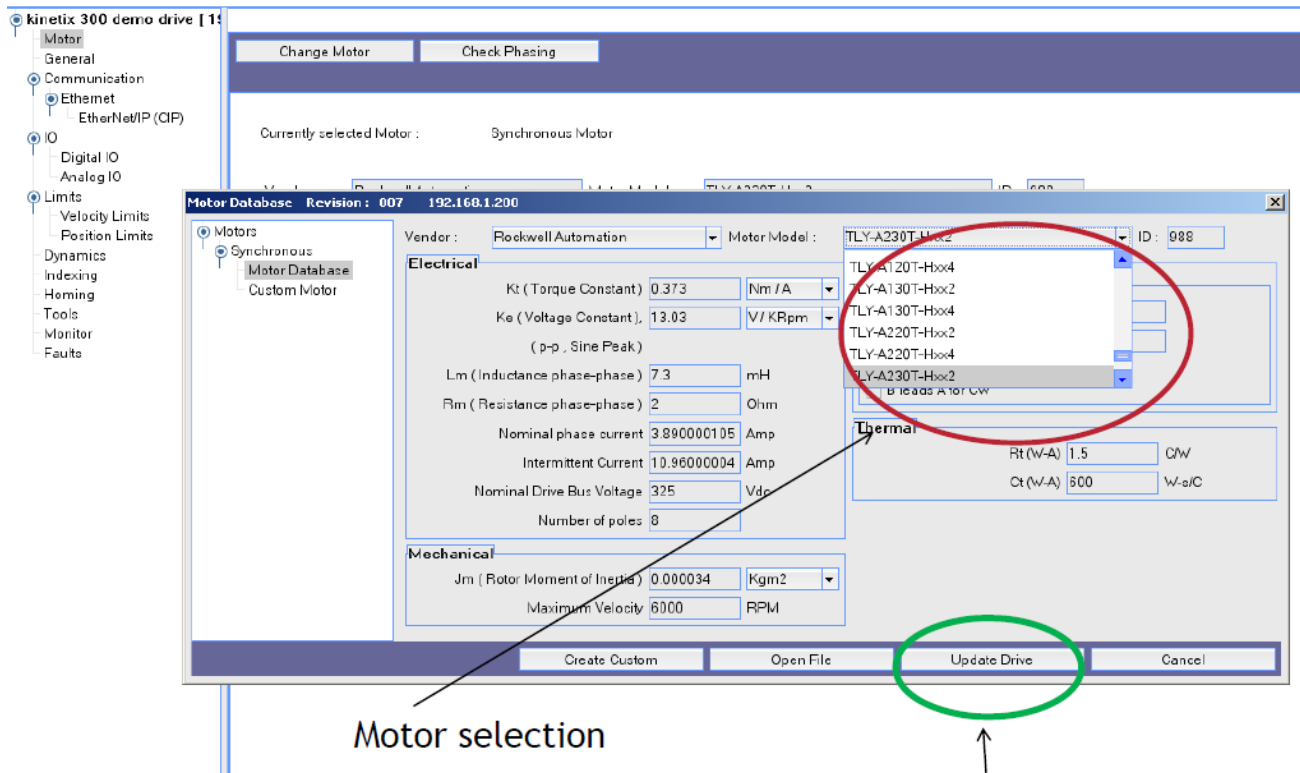 kinetix 300 demo drive [ 19
Motor
General
Communication
Ethernet
EtherNet/IP (CIP)
IO
Digital IO
Analog IO
Limits
Velocity Limits
Position Limits
Dynamics
Indexing
Homing
Tools
Monitor
Faults
Change Motor Check Phasing
Currently selected Motor : Synchronous Motor
Motor Database Revision : 007 192.168.1.200
Motors
Synchronous
Motor Database
Custom Motor
Vendor : Rockwell Automation Motor Model : TLY-A230T-Hxx2 ID : 988
TLY-A120T-Hxx4
TLY-A130T-Hxx2
TLY-A130T-Hxx4
TLY-A220T-Hxx2
TLY-A220T-Hxx4
TLY-A230T-Hxx2
B leads A for CW
Electrical
Kt ( Torque Constant ) 0.373 Nm / A
Ke ( Voltage Constant ), 13.03 V / KRpm
( p-p , Sine Peak )
Lm ( Inductance phase-phase ) 7.3 mH
Rm ( Resistance phase-phase ) 2 Ohm
Nominal phase current 3.890000105 Amp
Intermittent Current 10.96000004 Amp
Nominal Drive Bus Voltage 325 Vdc
Number of poles 8
Thermal
Rt (W-A) 1.5 C/W
Ct (W-A) 600 W-s/C
Mechanical
Jm ( Rotor Moment of Inertia ) 0.000034 Kgm2
Maximum Velocity 6000 RPM
Create Custom Open File Update Drive Cancel
Motor selection